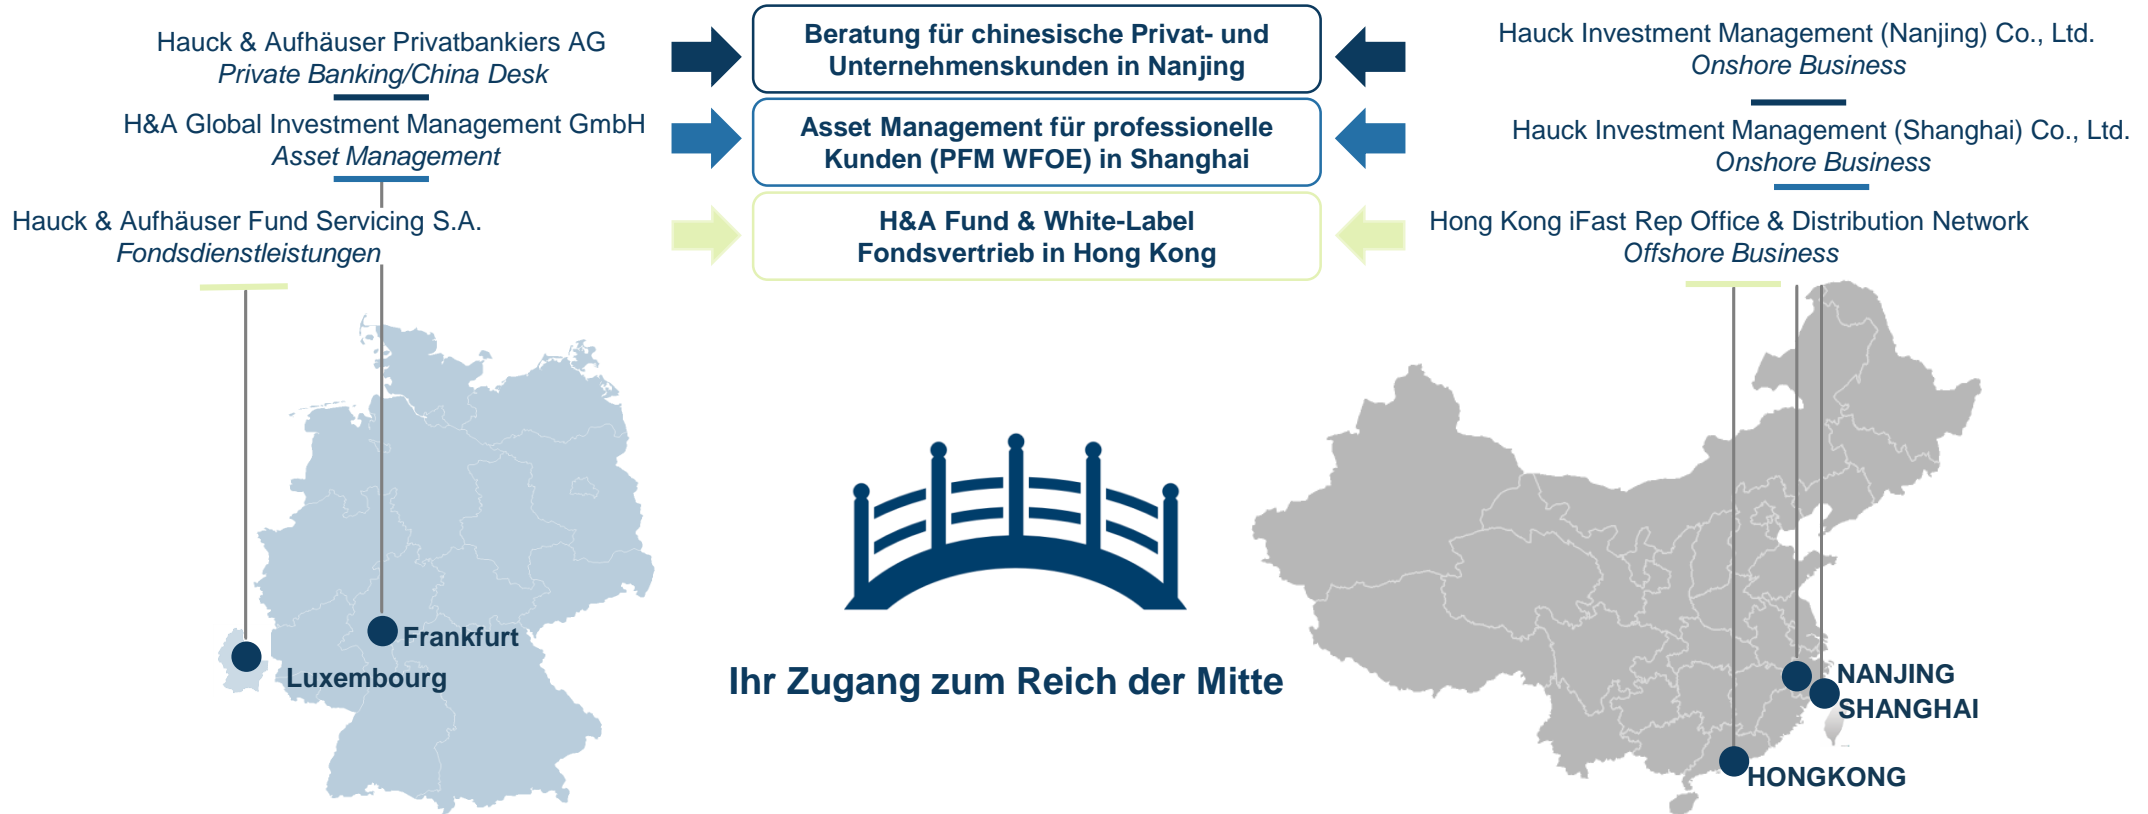 Hauck & Aufhäuser Privatbankiers AG
Private Banking/China Desk
H&A Global Investment Management GmbH
Asset Management
Hauck & Aufhäuser Fund Servicing S.A.
Fondsdienstleistungen
Beratung für chinesische Privat- und
Unternehmenskunden in Nanjing
Asset Management für professionelle
Kunden (PFM WFOE) in Shanghai
H&A Fund & White-Label
Fondsvertrieb in Hong Kong
Hauck Investment Management (Nanjing) Co., Ltd.
Onshore Business
Hauck Investment Management (Shanghai) Co., Ltd.
Onshore Business
Hong Kong iFast Rep Office & Distribution Network
Offshore Business
Frankfurt
Luxembourg
Ihr Zugang zum Reich der Mitte
NANJING
SHANGHAI
HONGKONG